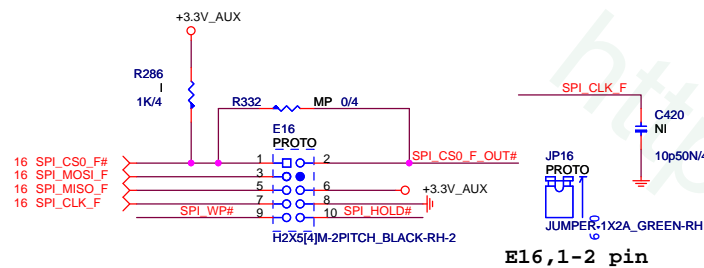 +3.3V_AUX
R286
I
1K/4
R332 MP 0/4
SPI_CLK_F
C420
NI
10p50N/4
E16
PROTO
16 SPI_CS0_F# 1 2 SPI_CS0_F_OUT#
16 SPI_MOSI_F 3
16 SPI_MISO_F 5 6 +3.3V_AUX
16 SPI_CLK_F 7 8
SPI_WP# 9 10 SPI_HOLD#
H2X5[4]M-2PITCH_BLACK-RH-2
JP16
PROTO
JUMPER-1X2A_GREEN-RH
E16,1-2 pin
http